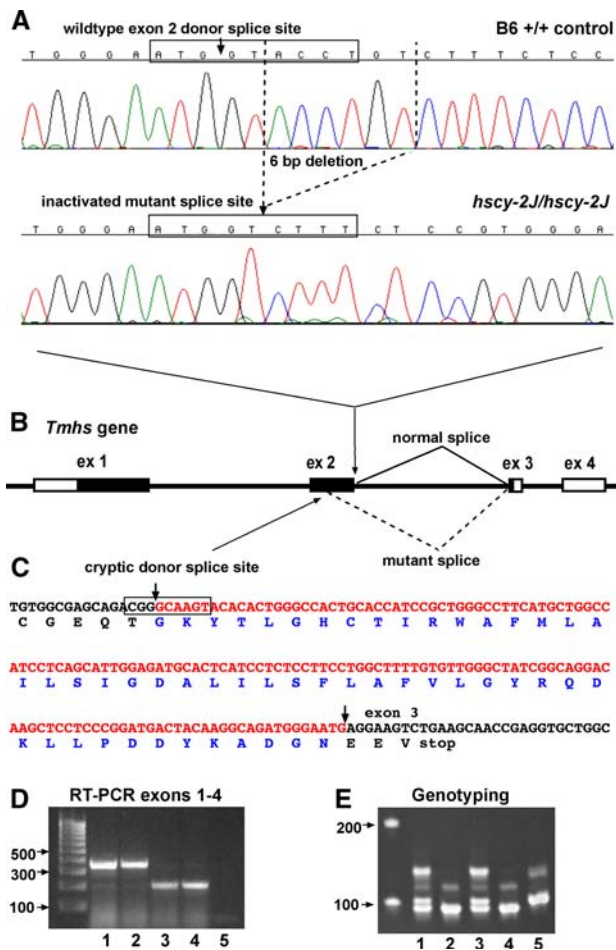 A
wildtype exon 2 donor splice site
B6 +/+ control
T G G G A A T G G T A C C T G T C T T T C T C C
6 bp deletion
inactivated mutant splice site
hscy-2J/hscy-2J
T G G G A A T G G T C T T T C T C C G T G G G A
B
Tmhs gene
normal splice
ex 1
ex 2
ex 3
ex 4
mutant splice
cryptic donor splice site
C
TGTGGCGAGCAGACGGGCAAGTACACACTGGGCCACTGCACCATCCGCTGGGCCTTCATGCTGGCC
C G E Q T G K Y T L G H C T I R W A F M L A
ATCCTCAGCATTGGAGATGCACTCATCCTCTCCTTCCTGGCTTTTGTGTTGGGCTATCGGCAGGAC
I L S I G D A L I L S F L A F V L G Y R Q D
exon 3
AAGCTCCTCCCGGATGACTACAAGGCAGATGGGAATGAGGAAGTCTGAAGCAACCGAGGTGCTGGC
K L L P D D Y K A D G N E E V stop
D
RT-PCR exons 1-4
500
300
100
1 2 3 4 5
E
Genotyping
200
100
1 2 3 4 5